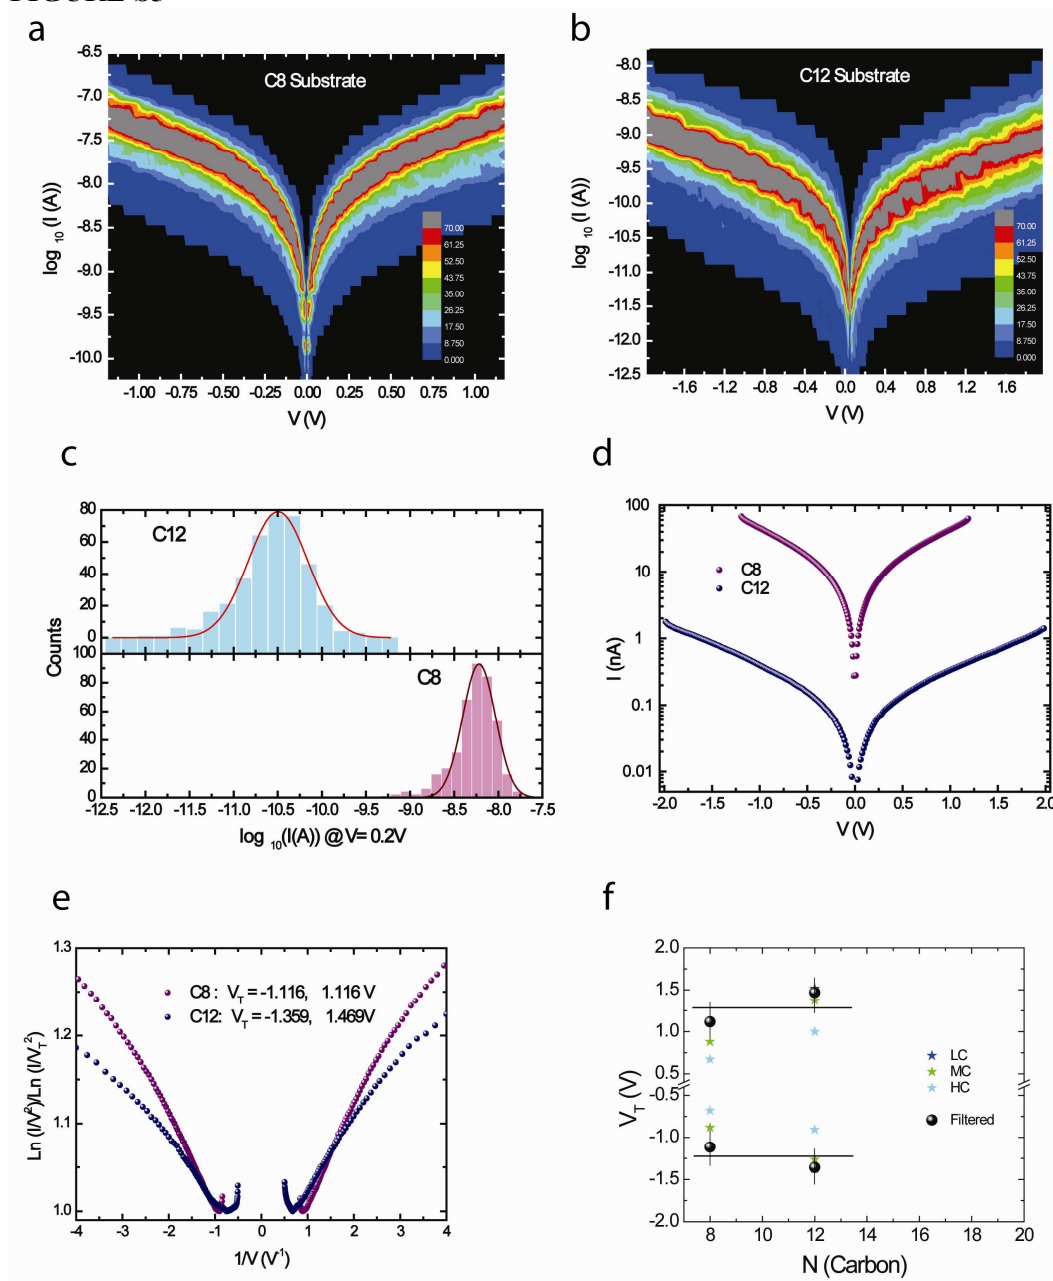 a
C8 Substrate
log 10 (I (A))
-6.5
-7.0
-7.5
-8.0
-8.5
-9.0
-9.5
-10.0
70.00
61.25
52.50
43.75
35.00
26.25
17.50
8.750
0.000
-1.00 -0.75 -0.50 -0.25 0.00 0.25 0.50 0.75 1.00
V (V)
b
C12 Substrate
log 10 (I (A))
-8.0
-8.5
-9.0
-9.5
-10.0
-10.5
-11.0
-11.5
-12.0
-12.5
70.00
61.25
52.50
43.75
35.00
26.25
17.50
8.750
0.000
-1.6 -1.2 -0.8 -0.4 0.0 0.4 0.8 1.2 1.6
V (V)
c
Counts
80
60
40
20
0
C12
100
80
60
40
20
0
C8
-12.5 -12.0 -11.5 -11.0 -10.5 -10.0 -9.5 -9.0 -8.5 -8.0 -7.5
log 10(I(A)) @ V= 0.2V
d
I (nA)
100
10
1
0.1
0.01
C8
C12
-2.0 -1.5 -1.0 -0.5 0.0 0.5 1.0 1.5 2.0
V (V)
e
Ln (I/V²)/Ln (I/V_T²)
1.3
1.2
1.1
1.0
C8 : V_T = -1.116, 1.116 V
C12: V_T = -1.359, 1.469V
-4 -3 -2 -1 0 1 2 3 4
1/V (V⁻¹)
f
V_T (V)
2.0
1.5
1.0
0.5
-0.5
-1.0
-1.5
-2.0
LC
MC
HC
Filtered
8 10 12 14 16 18 20
N (Carbon)